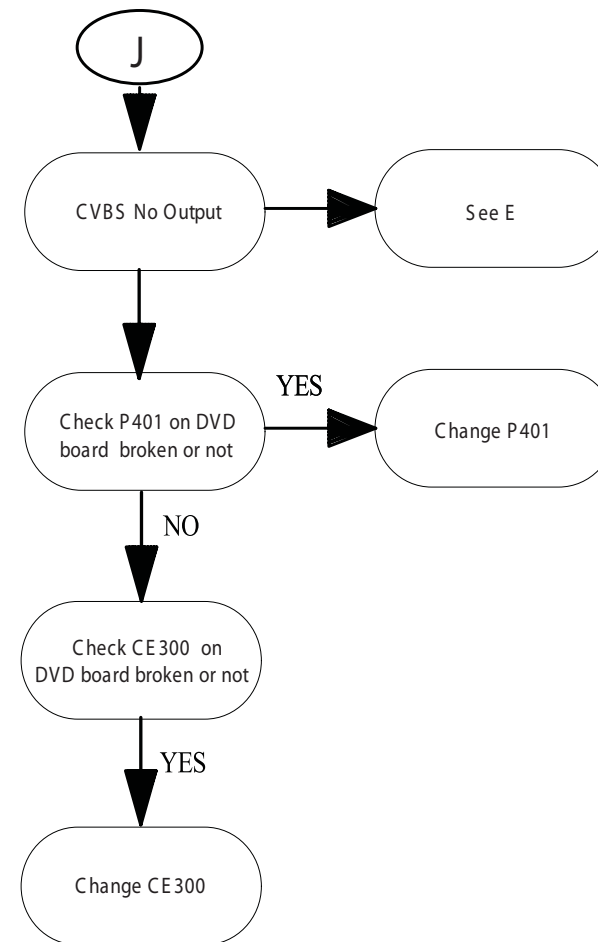 J
CVBS No Output
See E
Check P401 on DVD
board broken or not
YES
Change P401
NO
Check CE300 on
DVD board broken or not
YES
Change CE300